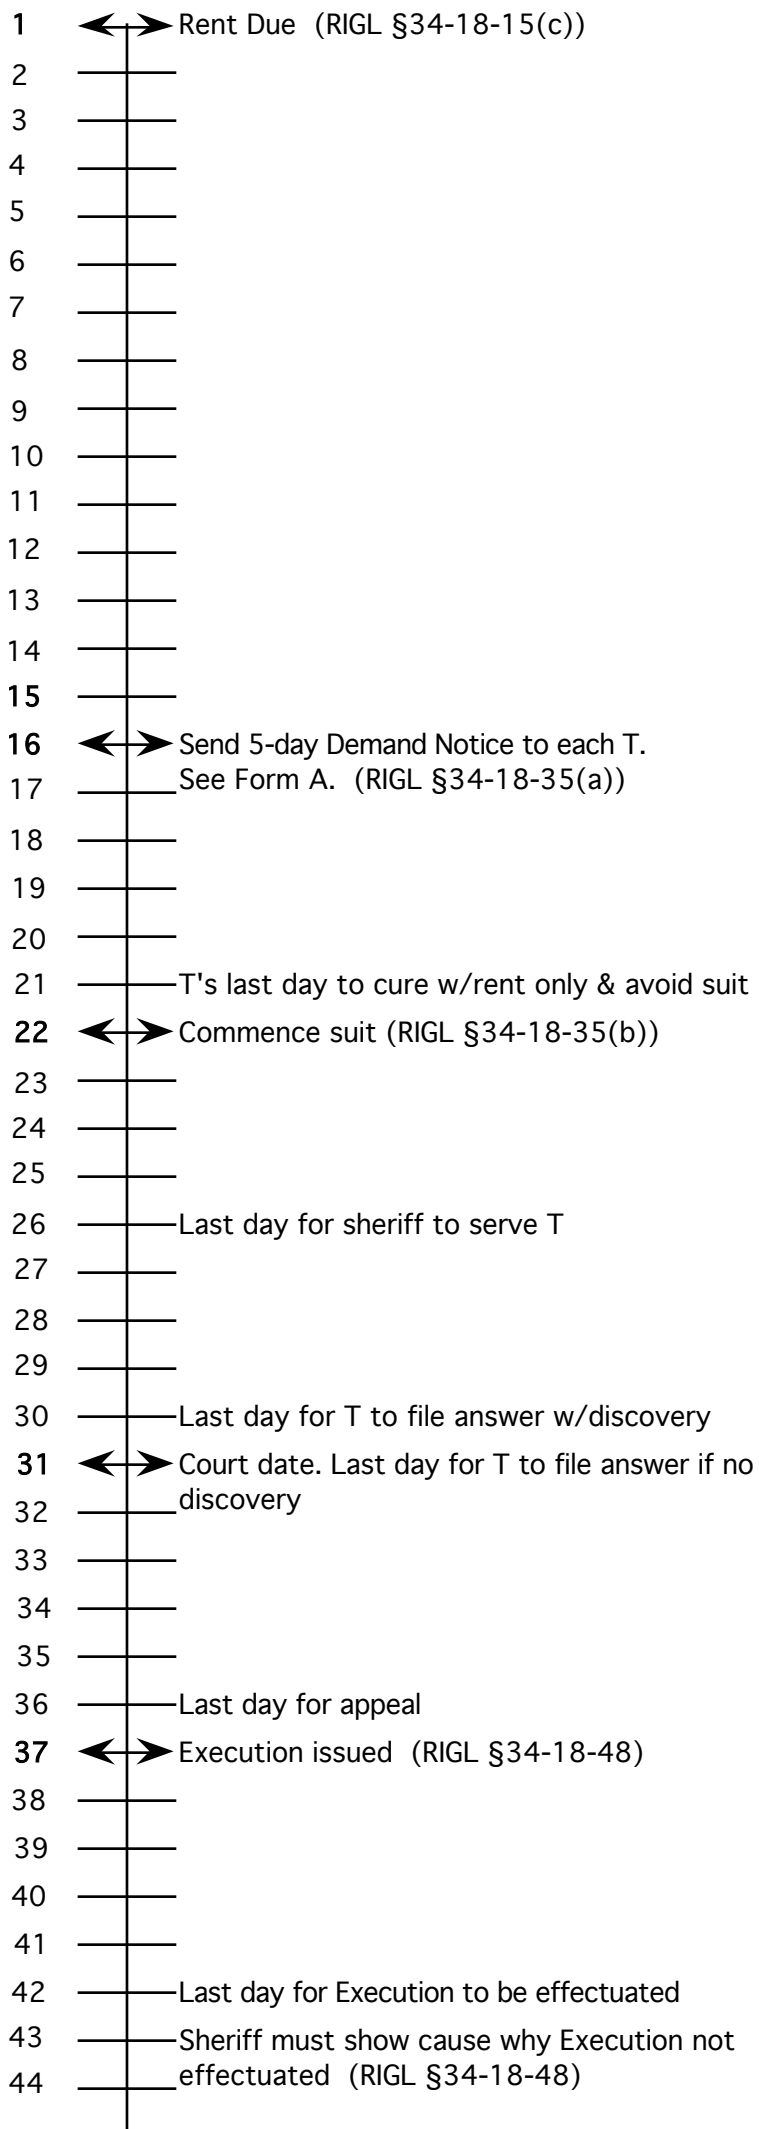 1 Rent Due (RIGL §34-18-15(c))
2
3
4
5
6
7
8
9
10
11
12
13
14
15
16 Send 5-day Demand Notice to each T.
17 See Form A. (RIGL §34-18-35(a))
18
19
20
21 T's last day to cure w/rent only & avoid suit
22 Commence suit (RIGL §34-18-35(b))
23
24
25
26 Last day for sheriff to serve T
27
28
29
30 Last day for T to file answer w/discovery
31 Court date. Last day for T to file answer if no
32 discovery
33
34
35
36 Last day for appeal
37 Execution issued (RIGL §34-18-48)
38
39
40
41
42 Last day for Execution to be effectuated
43 Sheriff must show cause why Execution not
44 effectuated (RIGL §34-18-48)